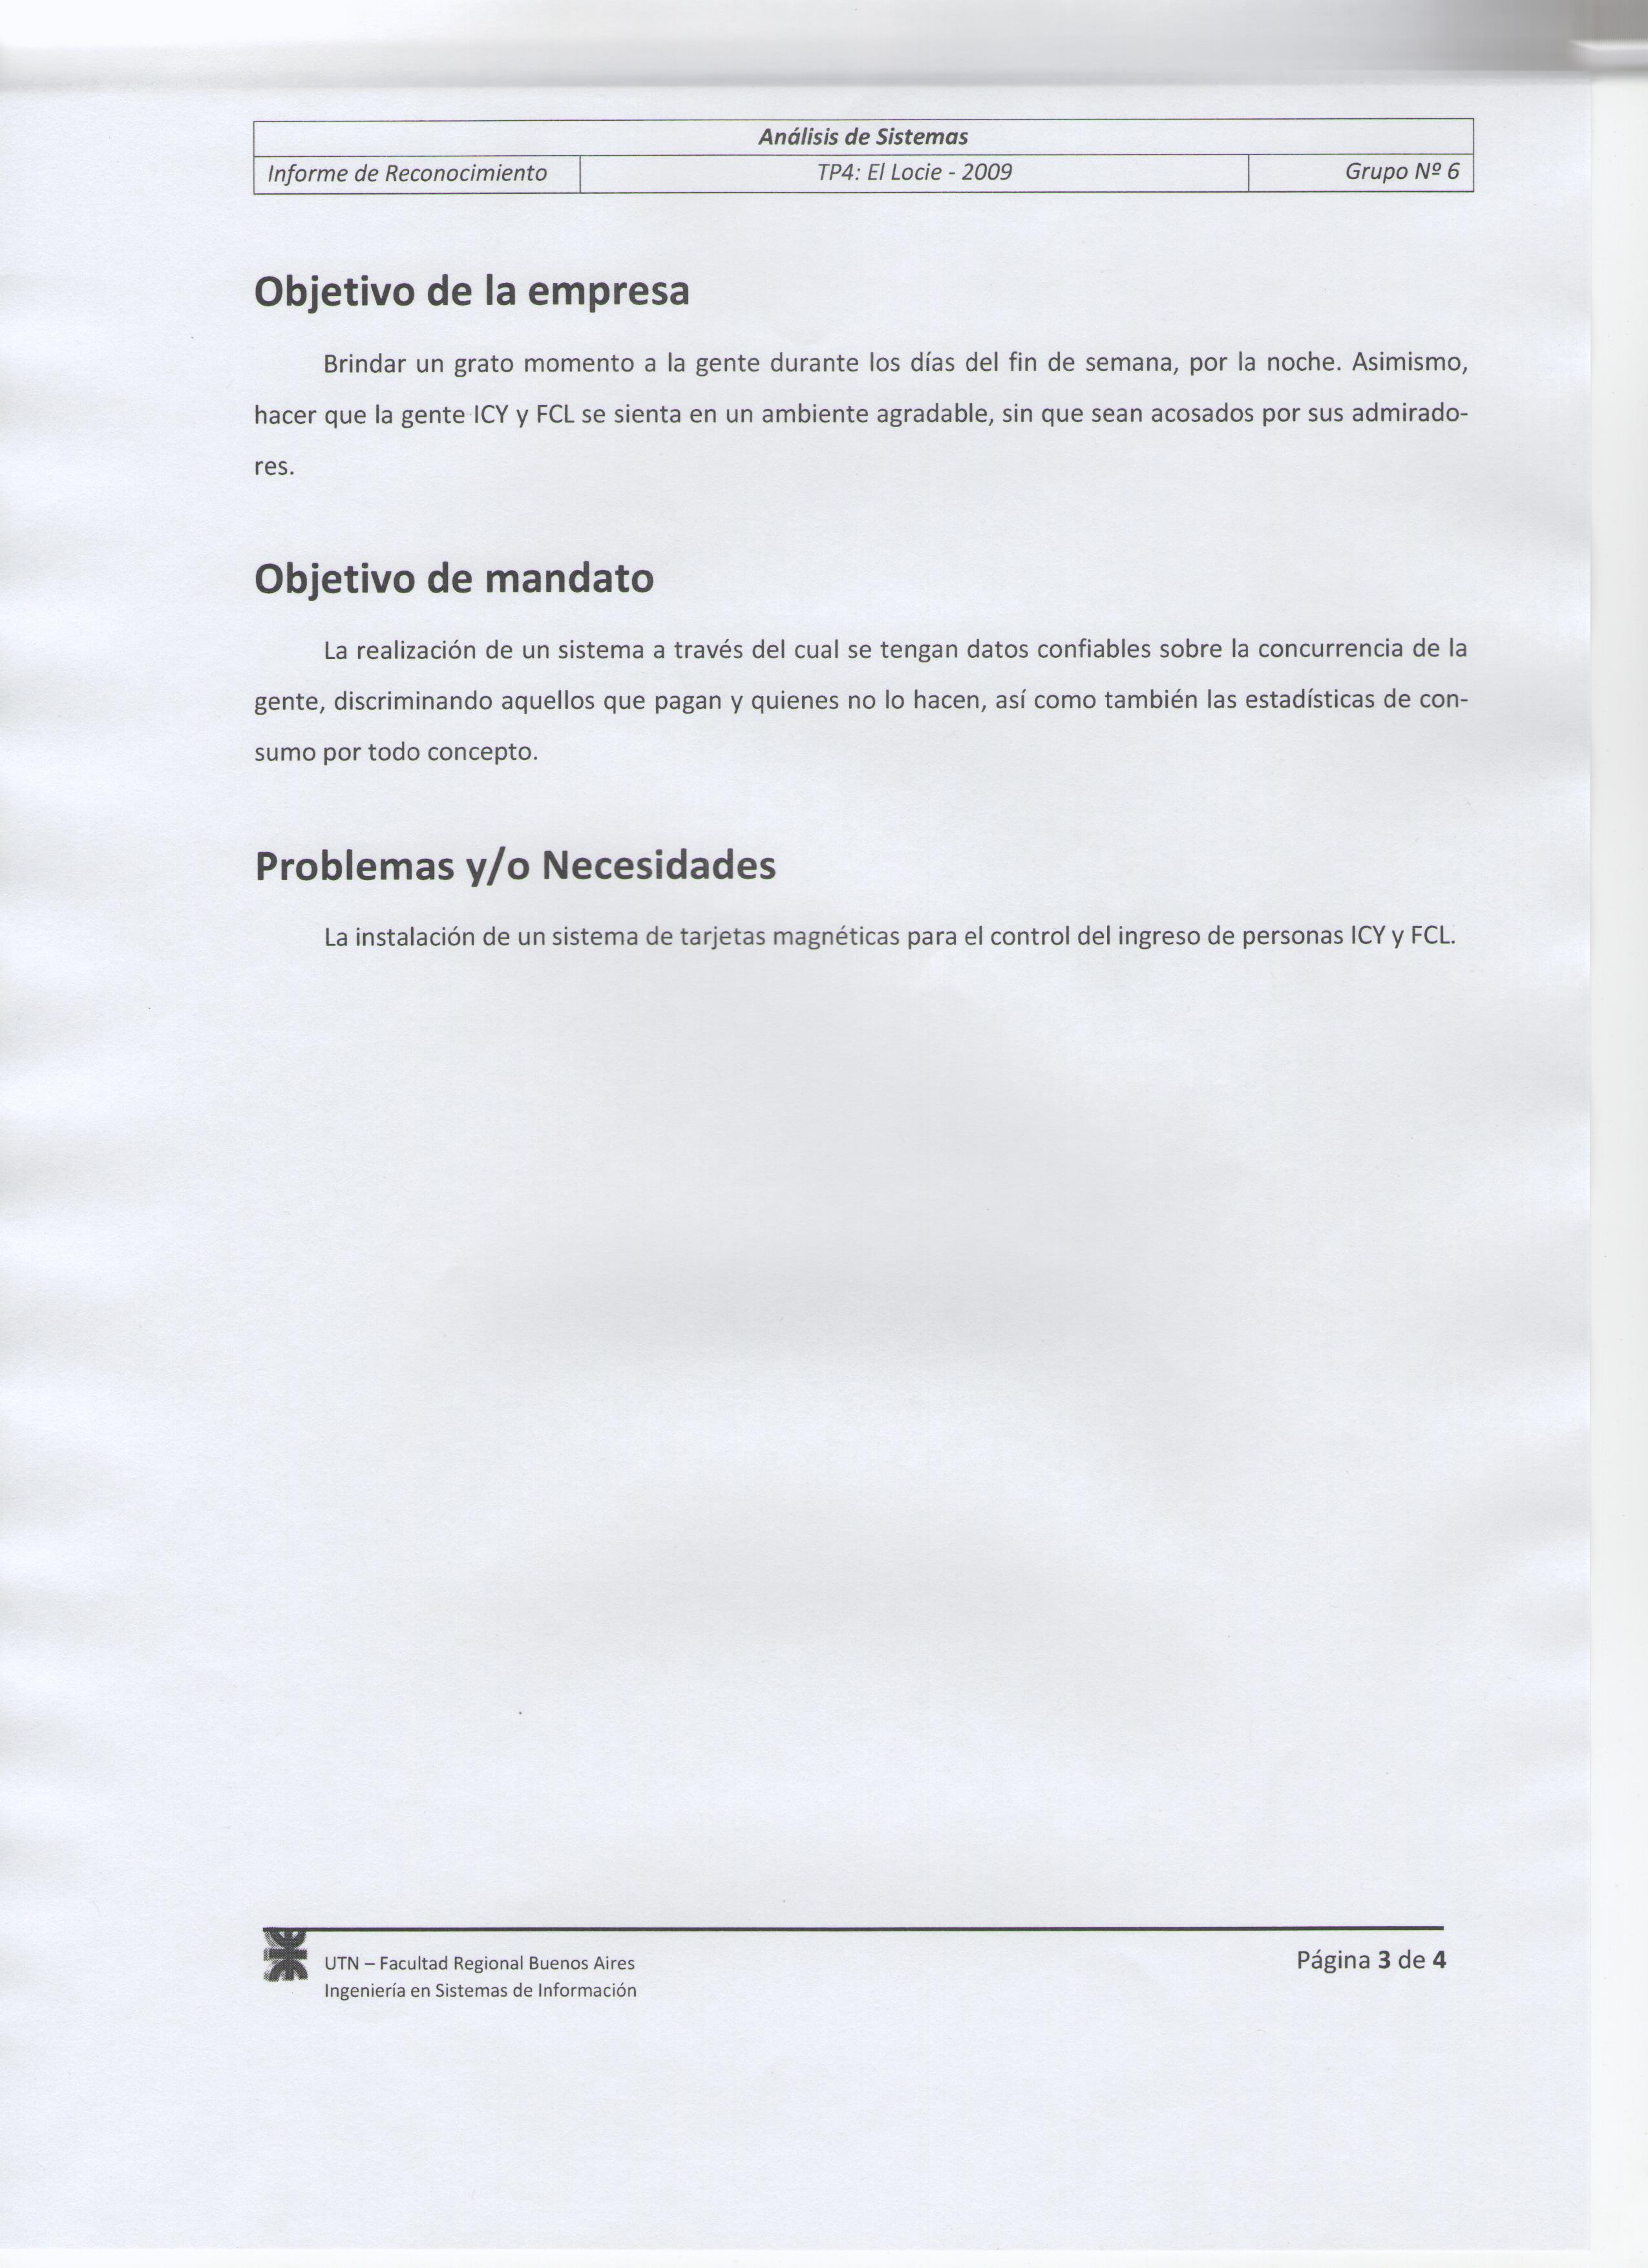 Análisis de Sistemas
Informe de Reconocimiento TP4: El Locie - 2009 Grupo Nº 6
Objetivo de la empresa
Brindar un grato momento a la gente durante los días del fin de semana, por la noche. Asimismo,
hacer que la gente ICY y FCL se sienta en un ambiente agradable, sin que sean acosados por sus admirado-
res.
Objetivo de mandato
La realización de un sistema a través del cual se tengan datos confiables sobre la concurrencia de la
gente, discriminando aquellos que pagan y quienes no lo hacen, así como también las estadísticas de con-
sumo por todo concepto.
Problemas y/o Necesidades
La instalación de un sistema de tarjetas magnéticas para el control del ingreso de personas ICY y FCL.
UTN – Facultad Regional Buenos Aires Página 3 de 4
Ingeniería en Sistemas de Información